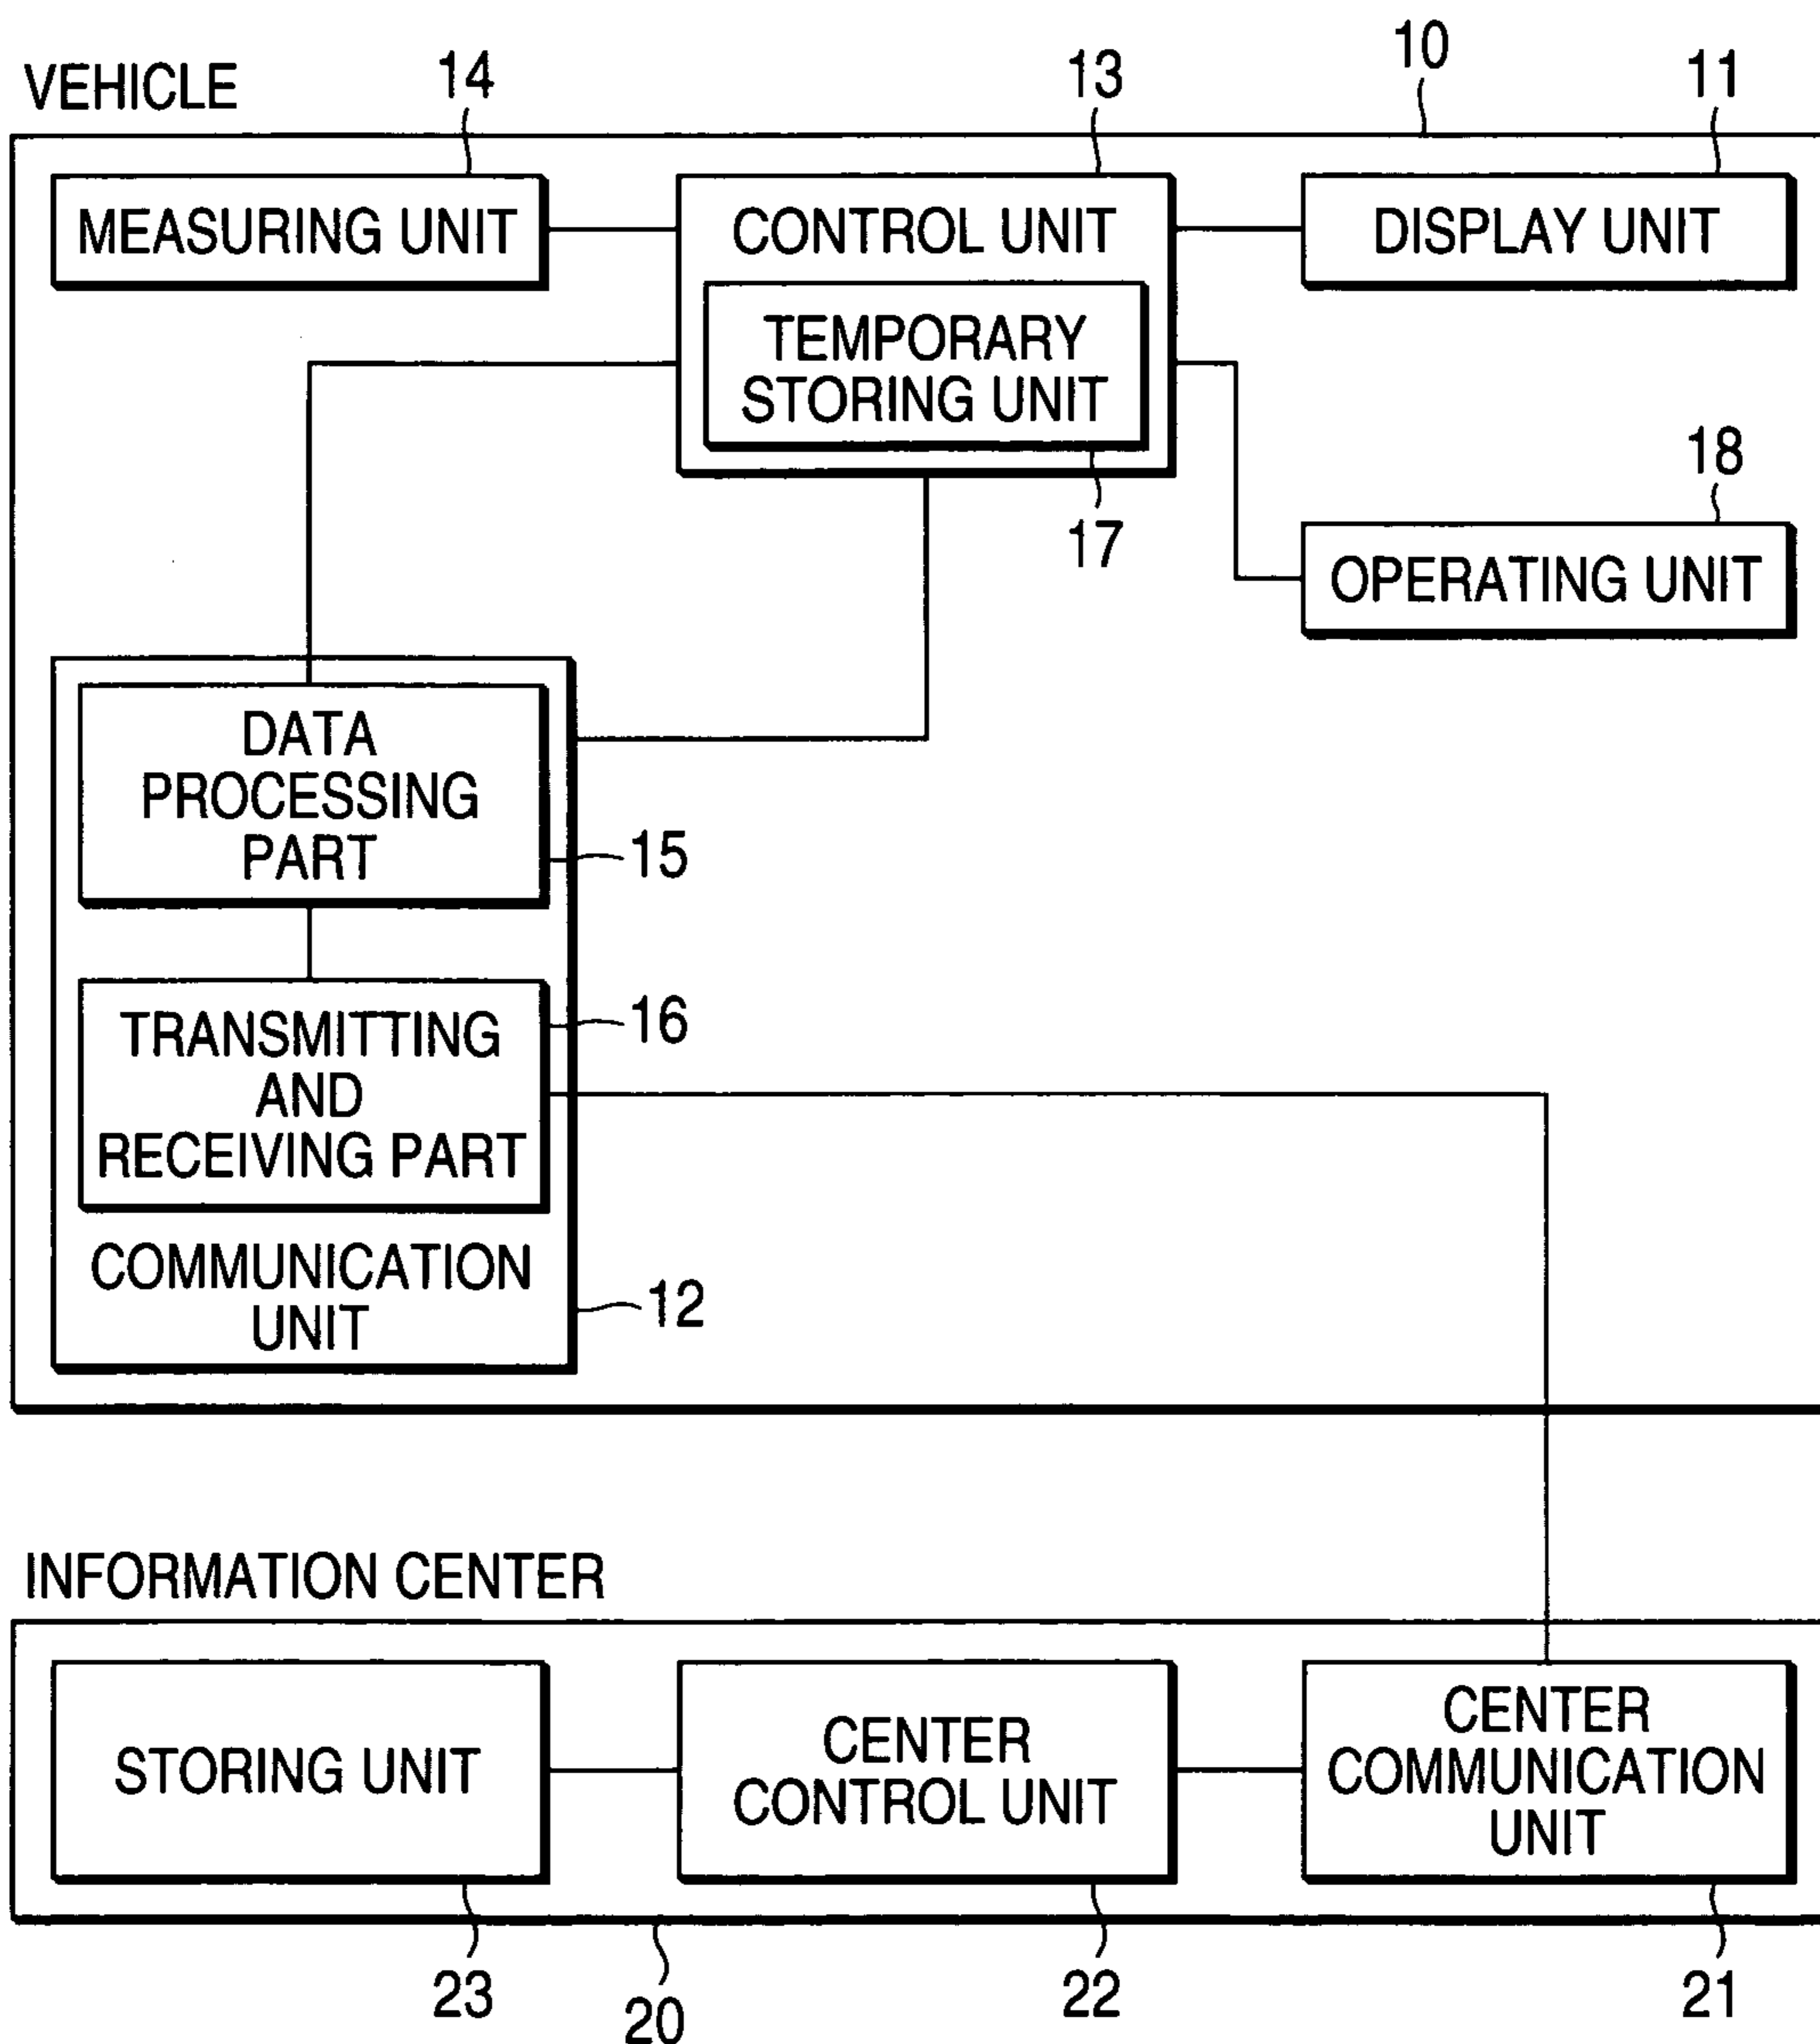 10
VEHICLE
14
13
11
MEASURING UNIT
CONTROL UNIT
DISPLAY UNIT
TEMPORARY
STORING UNIT
17
18
OPERATING UNIT
DATA
PROCESSING
PART
15
TRANSMITTING
AND
RECEIVING PART
16
COMMUNICATION
UNIT
12
INFORMATION CENTER
STORING UNIT
CENTER
CONTROL UNIT
CENTER
COMMUNICATION
UNIT
23
20
22
21